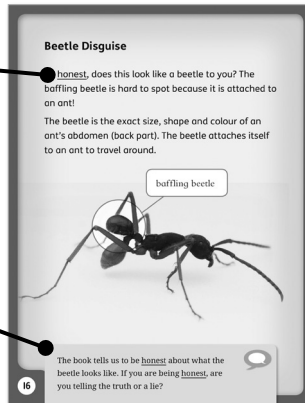 Beetle Disguise
honest, does this look like a beetle to you? The
baffling beetle is hard to spot because it is attached to
an ant!
The beetle is the exact size, shape and colour of an
ant's abdomen (back part). The beetle attaches itself
to an ant to travel around.
baffling beetle
The book tells us to be honest about what the
beetle looks like. If you are being honest, are
you telling the truth or a lie?
16